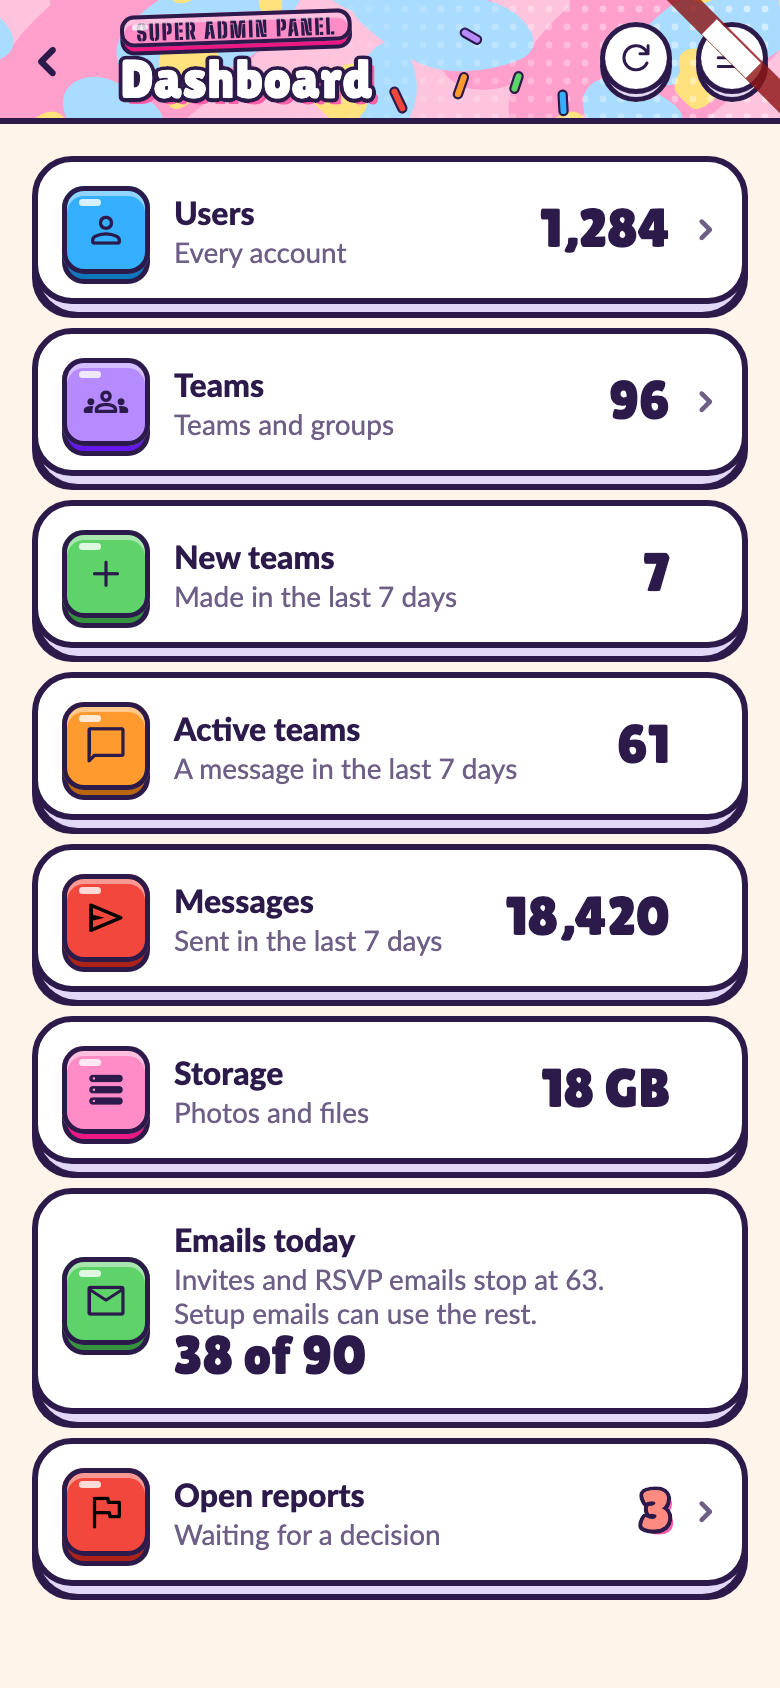 SUPER ADMIN PANEL
Dashboard
Users
Every account
1,284
Teams
Teams and groups
96
New teams
Made in the last 7 days
7
Active teams
A message in the last 7 days
61
Messages
Sent in the last 7 days
18,420
Storage
Photos and files
18 GB
Emails today
Invites and RSVP emails stop at 63.
Setup emails can use the rest.
38 of 90
Open reports
Waiting for a decision
3